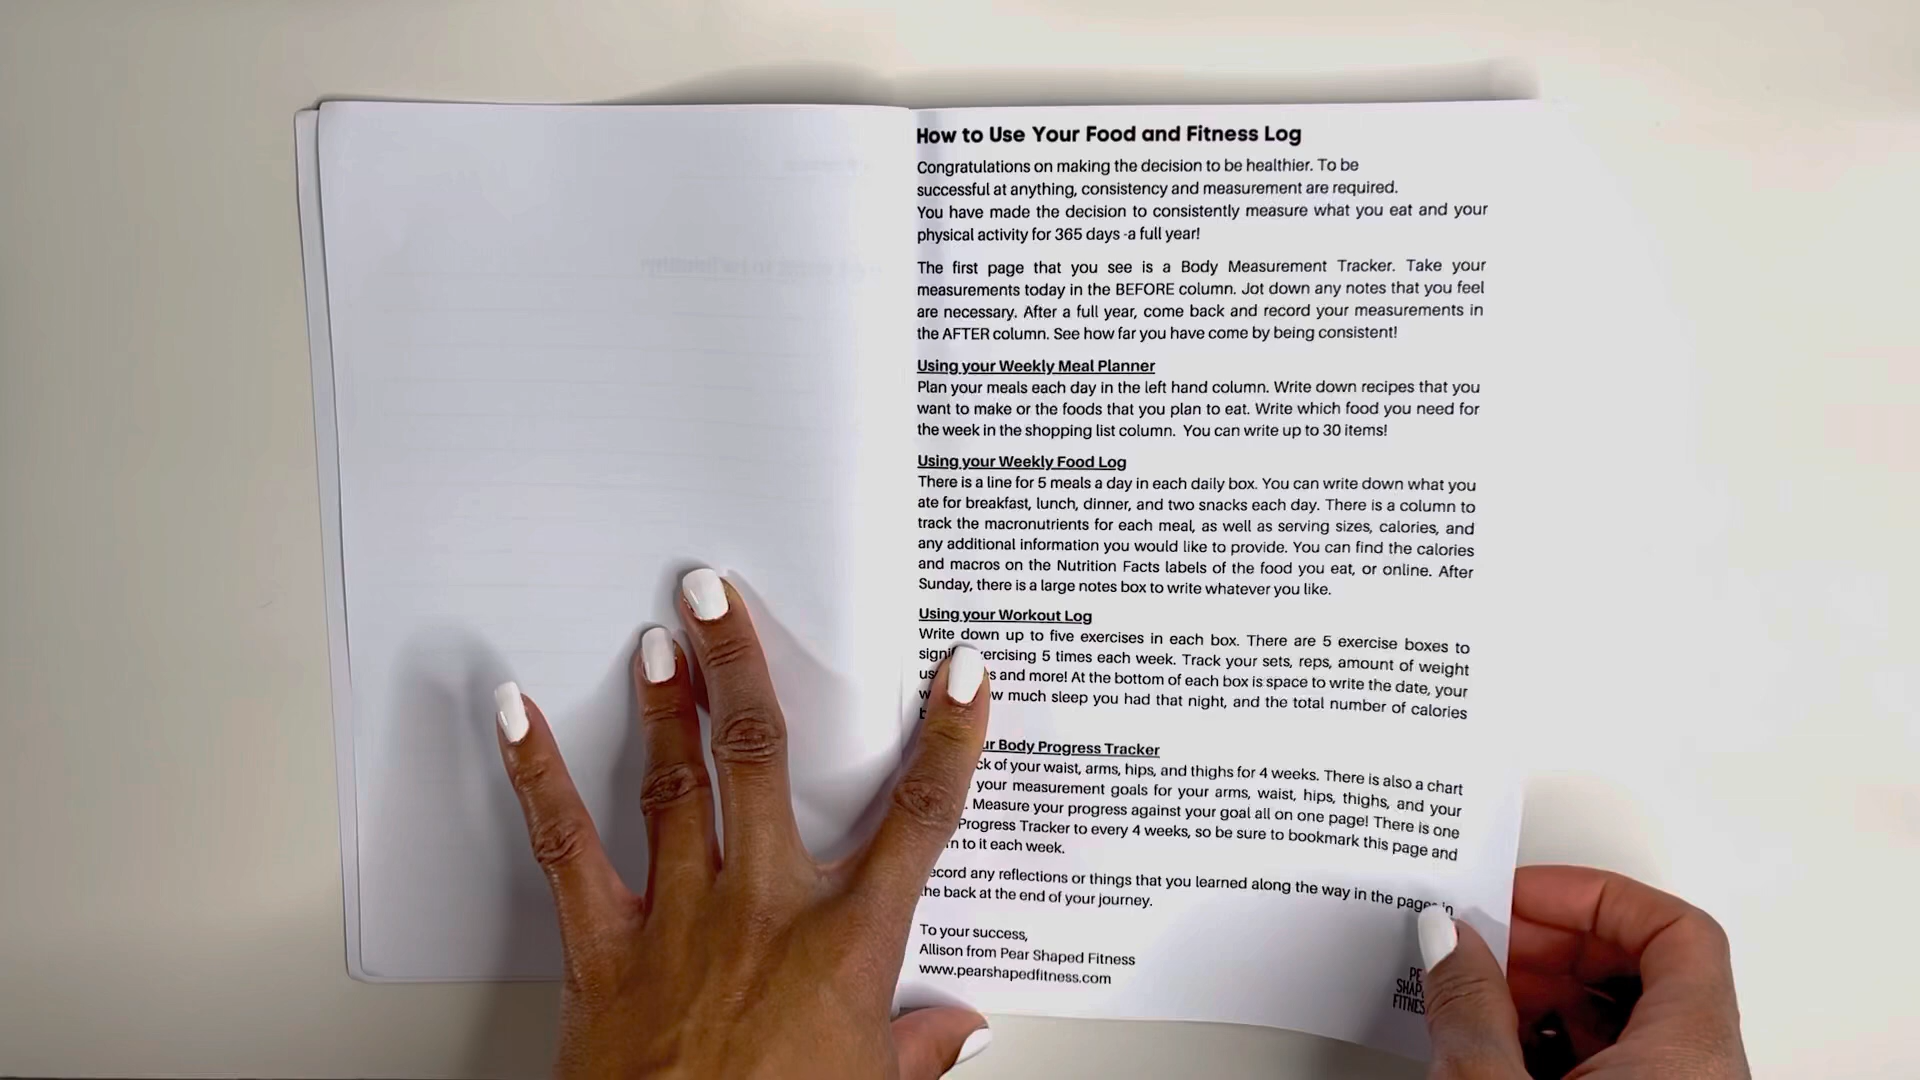 How to Use Your Food and Fitness Log
Congratulations on making the decision to be healthier. To be
successful at anything, consistency and measurement are required.
You have made the decision to consistently measure what you eat and your
physical activity for 365 days -a full year!
The first page that you see is a Body Measurement Tracker. Take your
measurements today in the BEFORE column. Jot down any notes that you feel
are necessary. After a full year, come back and record your measurements in
the AFTER column. See how far you have come by being consistent!
Using your Weekly Meal Planner
Plan your meals each day in the left hand column. Write down recipes that you
want to make or the foods that you plan to eat. Write which food you need for
the week in the shopping list column. You can write up to 30 items!
Using your Weekly Food Log
There is a line for 5 meals a day in each daily box. You can write down what you
ate for breakfast, lunch, dinner, and two snacks each day. There is a column to
track the macronutrients for each meal, as well as serving sizes, calories, and
any additional information you would like to provide. You can find the calories
and macros on the Nutrition Facts labels of the food you eat, or online. After
Sunday, there is a large notes box to write whatever you like.
Using your Workout Log
Write down up to five exercises in each box. There are 5 exercise boxes to
5 times each week. Track your sets, reps, amount of weight
and more! At the bottom of each box is space to write the date, your
much sleep you had that night, and the total number of calories
Body Progress Tracker
of your waist, arms, hips, and thighs for 4 weeks. There is also a chart
your measurement goals for your arms, waist, hips, thighs, and your
Measure your progress against your goal all on one page! There is one
Progress Tracker to every 4 weeks, so be sure to bookmark this page and
to it each week.
any reflections or things that you learned along the way in the pages in
the back at the end of your journey.
To your success,
Allison from Pear Shaped Fitness
www.pearshapedfitness.com